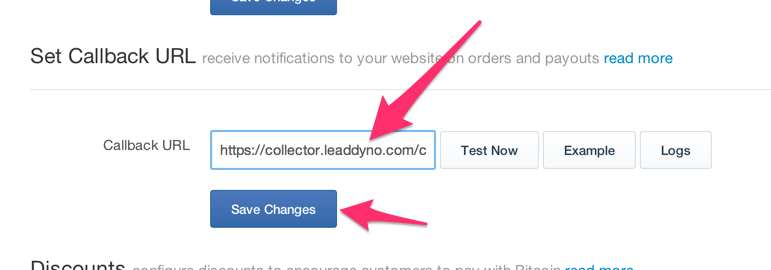 Save Changes
Set Callback URL receive notifications to your website on orders and payouts read more
Callback URL https://collector.leaddyno.com/c Test Now Example Logs
Save Changes
Discounts configure discounts to encourage customers to pay with Bitcoin read more